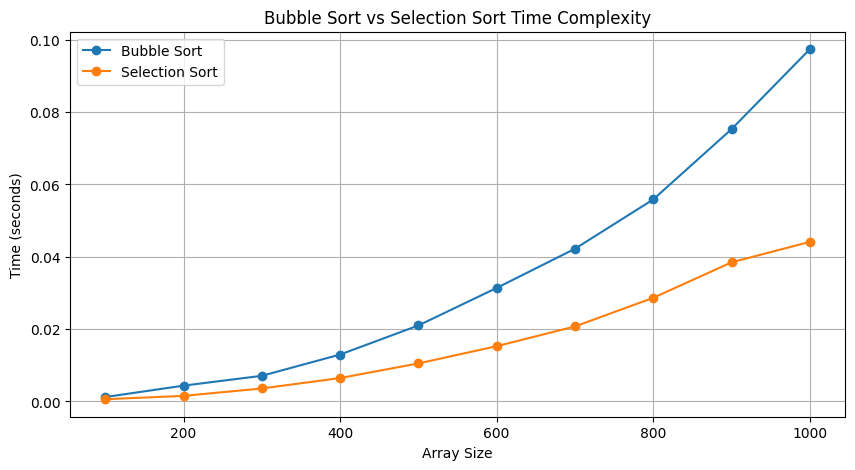 Bubble Sort vs Selection Sort Time Complexity
Bubble Sort
Selection Sort
Time (seconds)
0.10
0.08
0.06
0.04
0.02
0.00
200
400
600
800
1000
Array Size